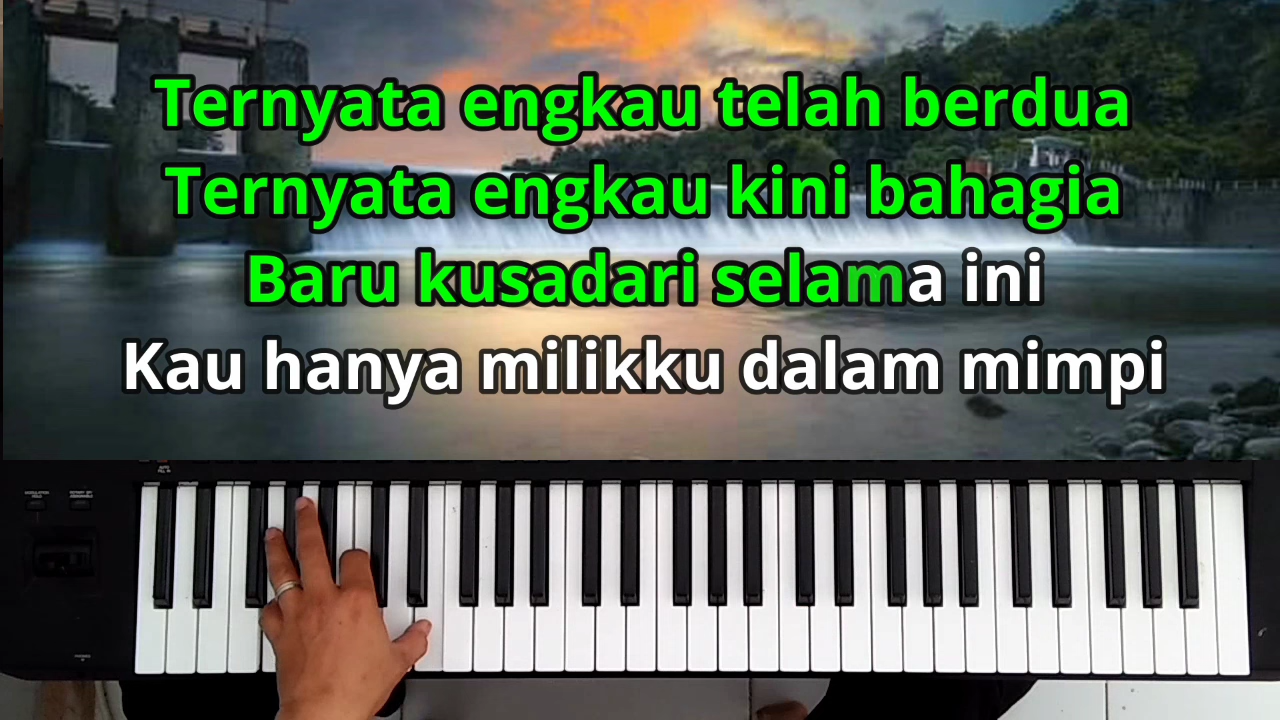 Ternyata engkau telah berdua
Ternyata engkau kini bahagia
Baru kusadari selama ini
Kau hanya milikku dalam mimpi